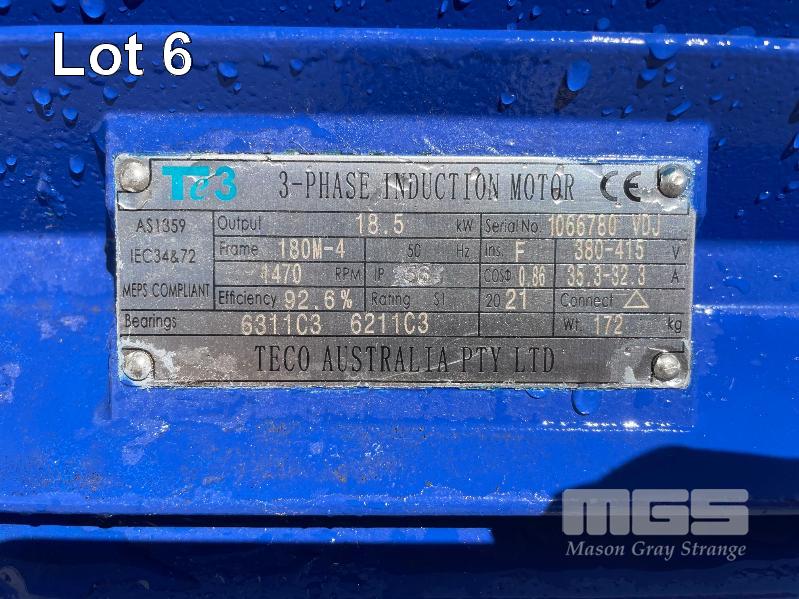 Lot 6
Te3 3-PHASE INDUCTION MOTOR CE
AS1359
IEC34&72
MEPS COMPLIANT
Output 18.5 kW Serial No. 1066780 VDJ
Frame 180M-4 50 Hz Ins. F 380-415 V
1470 RPM IP 56 COSΦ 0.86 35.3-32.3 A
Efficiency 92.6% Rating S1 20 21 Connect △
Bearings 6311C3 6211C3 Wt. 172 kg
TECO AUSTRALIA PTY LTD
MGS
Mason Gray Strange